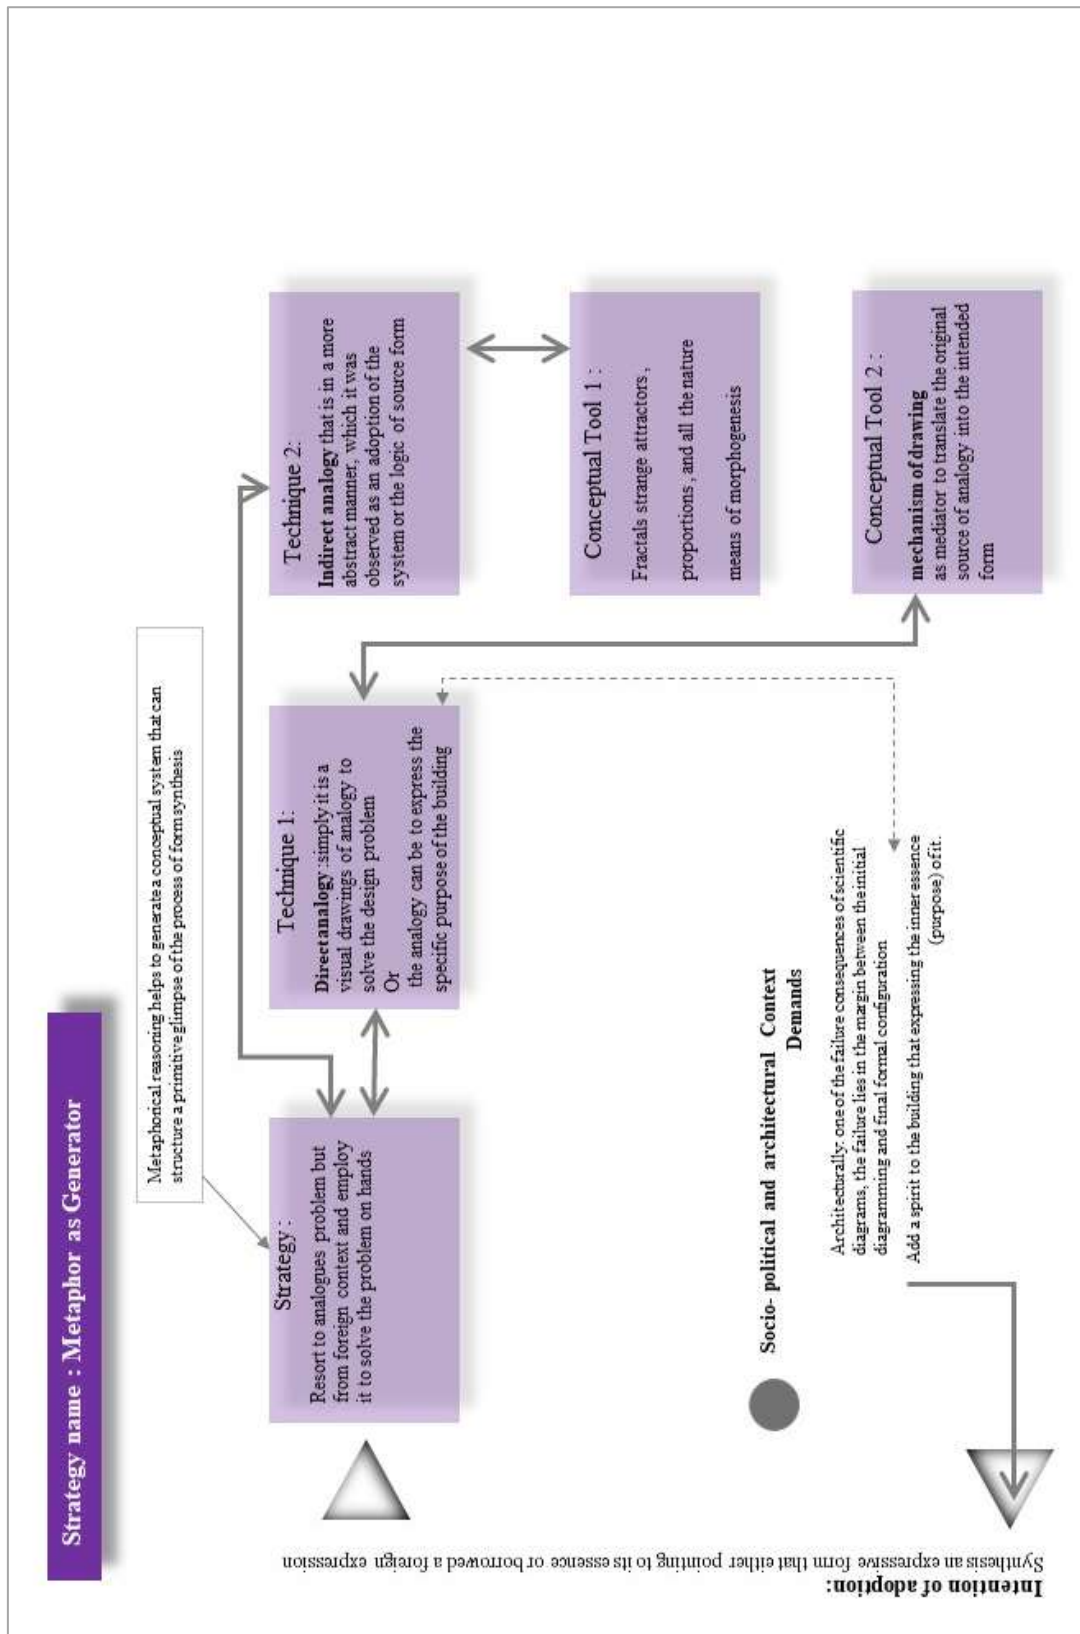 Strategy name : Metaphor as Generator
Metaphorical reasoning helps to generate a conceptual system that can
structure a primitive glimpse of the process of form synthesis
Strategy :
Resort to analogues problem but
from foreign context and employ
it to solve the problem on hands
Technique 1:
Direct analogy :simply it is a
visual drawings of analogy to
solve the design problem
Or
the analogy can be to express the
specific purpose of the building
Technique 2:
Indirect analogy that is in a more
abstract manner, which it was
observed as an adoption of the
system or the logic of source form
Conceptual Tool 1 :
Fractals strange attractors ,
proportions , and all the nature
means of morphogenesis
Conceptual Tool 2 :
mechanism of drawing
as mediator to translate the original
source of analogy into the intended
form
Socio- political and architectural Context
Demands
Architecturally: one of the failure consequences of scientific
diagrams, the failure lies in the margin between the initial
diagramming and final formal configuration
Add a spirit to the building that expressing the inner essence
(purpose) of it.
Intention of adoption:
Synthesis an expressive form that either pointing to its essence or borrowed a foreign expression